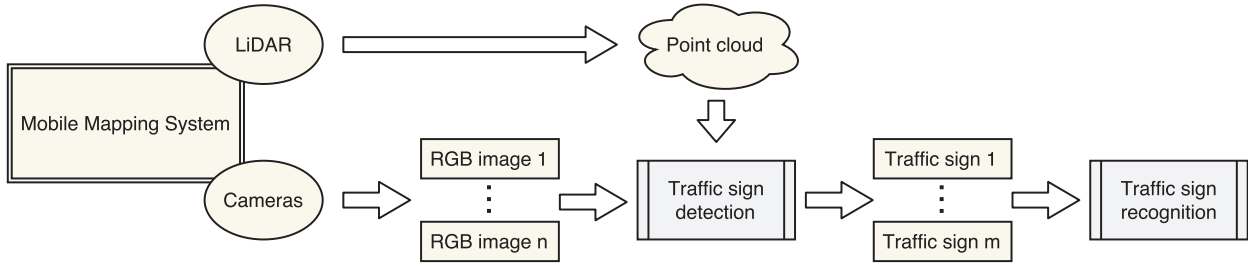 LiDAR
Point cloud
Mobile Mapping System
Cameras
RGB image 1
RGB image n
Traffic sign
detection
Traffic sign 1
Traffic sign m
Traffic sign
recognition